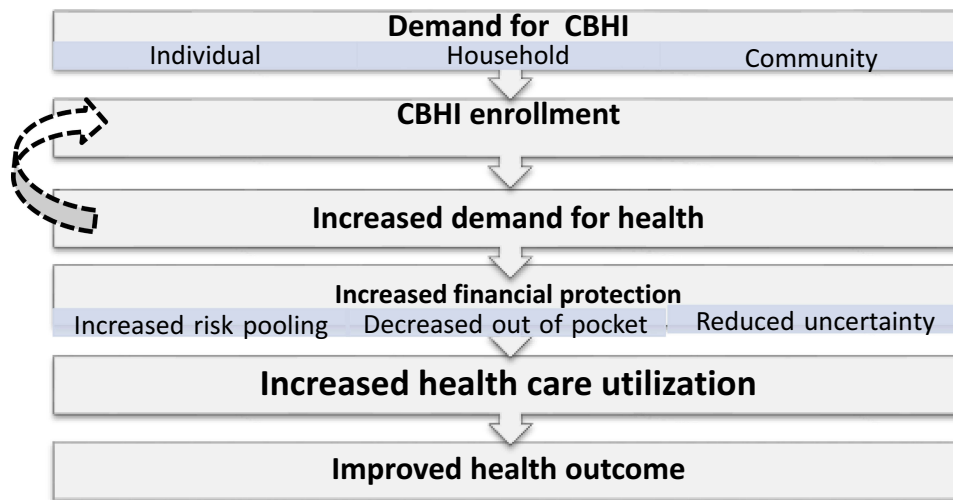 Demand for CBHI
Individual Household Community
CBHI enrollment
Increased demand for health
Increased financial protection
Increased risk pooling Decreased out of pocket Reduced uncertainty
Increased health care utilization
Improved health outcome